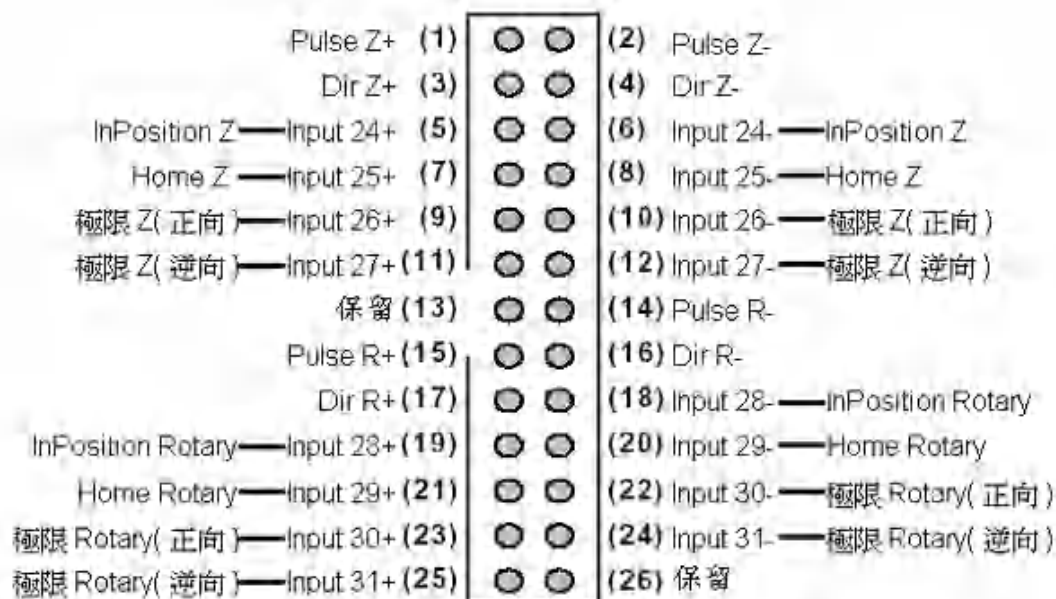 Pulse Z+ (1) (2) Pulse Z-
Dir Z+ (3) (4) Dir Z-
InPosition Z Input 24+ (5) (6) Input 24- InPosition Z
Home Z Input 25+ (7) (8) Input 25- Home Z
極限 Z( 正向 ) Input 26+ (9) (10) Input 26- 極限 Z( 正向 )
極限 Z( 逆向 ) Input 27+ (11) (12) Input 27- 極限 Z( 逆向 )
保留 (13) (14) Pulse R-
Pulse R+ (15) (16) Dir R-
Dir R+ (17) (18) Input 28- InPosition Rotary
InPosition Rotary Input 28+ (19) (20) Input 29- Home Rotary
Home Rotary Input 29+ (21) (22) Input 30- 極限 Rotary( 正向 )
極限 Rotary( 正向 ) Input 30+ (23) (24) Input 31- 極限 Rotary( 逆向 )
極限 Rotary( 逆向 ) Input 31+ (25) (26) 保留